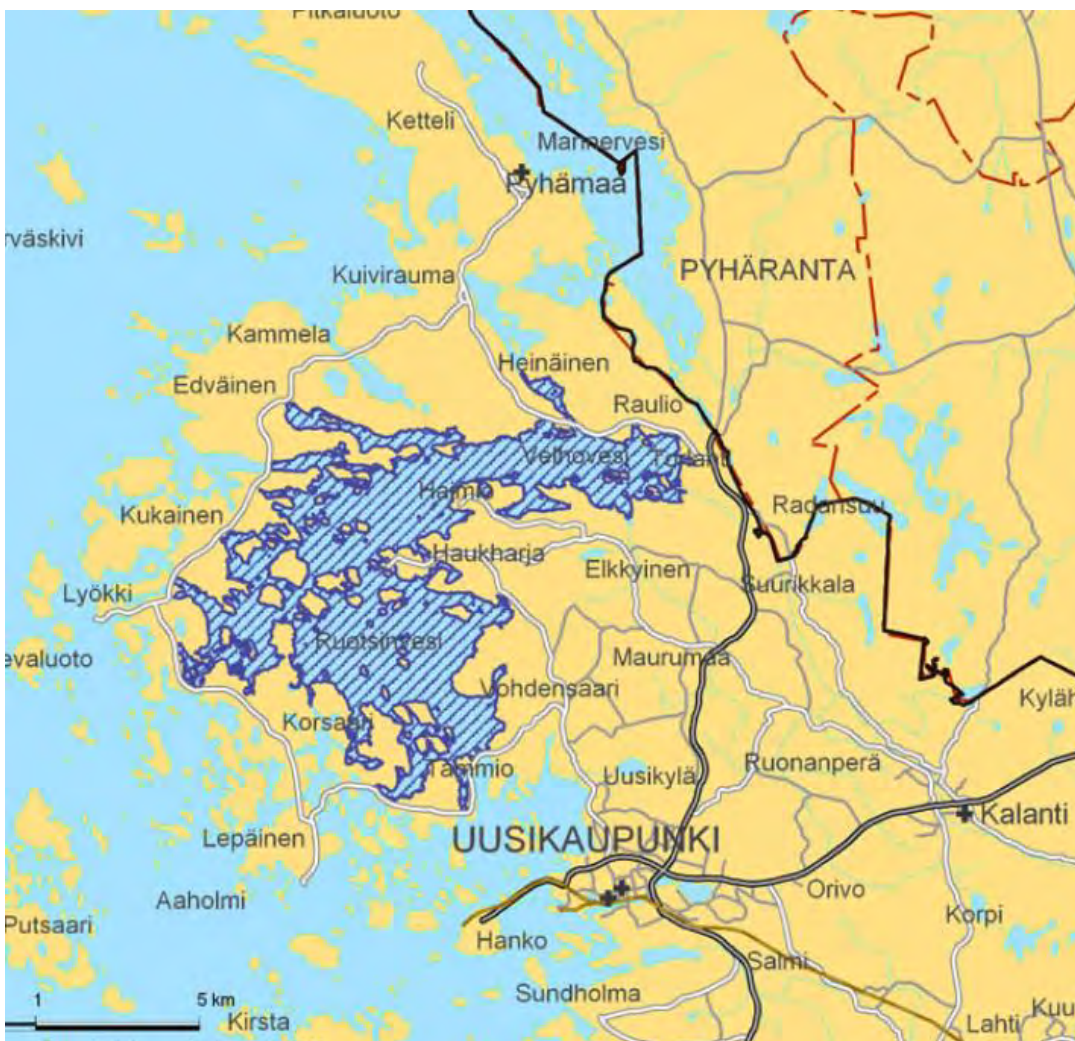 Pitkäluoto
Ketteli
Mannervesi
Pyhämaa
rväskivi
PYHÄRANTA
Kuivirauma
Kammela
Heinäinen
Edväinen
Raulio
Velhovesi
Haimio
Radansuu
Kukainen
Haukharja
Elkkyinen
Suurikkala
Lyökki
Ruotsinvesi
Maurumaa
evaluoto
Vohdensaari
Kyläh
Korsaari
Tammio
Uusikylä
Ruonanperä
Lepäinen
UUSIKAUPUNKI
Kalanti
Aaholmi
Orivo
Putsaari
Hanko
Korpi
Salmi
Sundholma
1
5 km
Kirsta
Lahti
Kuu